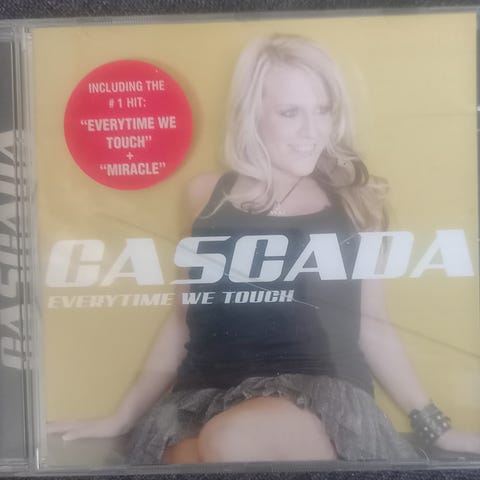 INCLUDING THE
# 1 HIT:
“EVERYTIME WE
TOUCH”
+
“MIRACLE”
CASCADA
EVERYTIME WE TOUCH
CASCADA